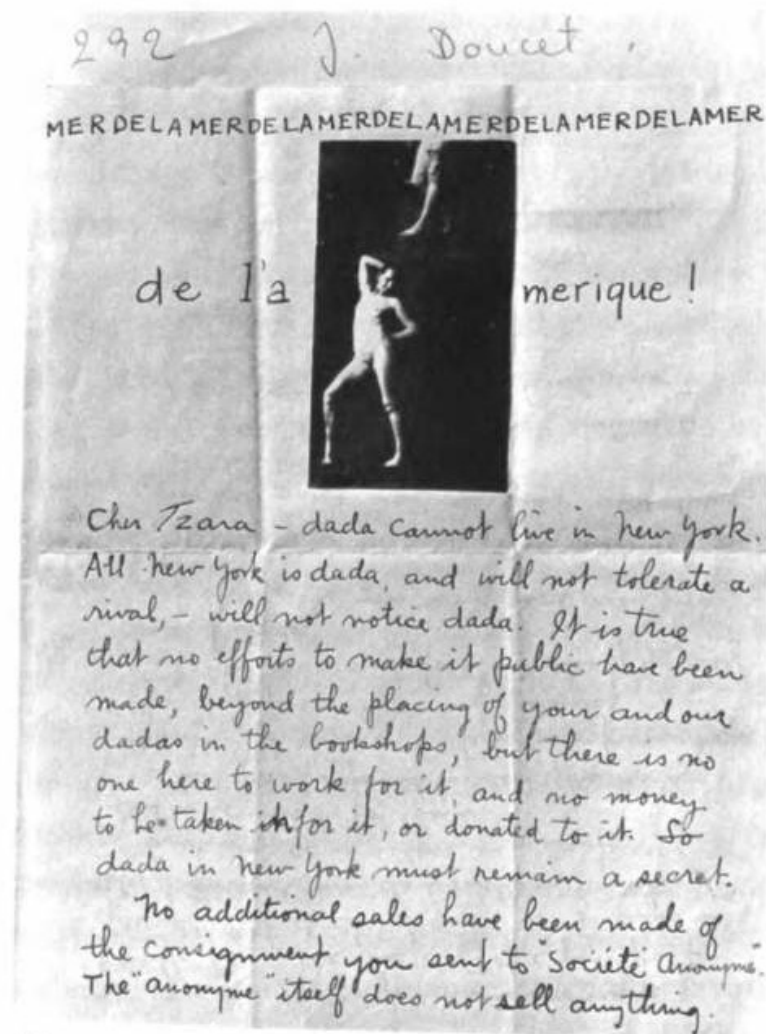 292 J. Doucet.
MERDELAMERDELAMERDELAMERDELAMERDELAMER
de l'a merique!
Cher Tzara - dada cannot live in New York.
All New York is dada, and will not tolerate a
rival, - will not notice dada. It is true
that no efforts to make it public have been
made, beyond the placing of your and our
dadas in the bookshops, but there is no
one here to work for it, and no money
to be taken in for it, or donated to it. So
dada in New York must remain a secret.
No additional sales have been made of
the consignment you sent to "Société Anonyme".
The "anonyme" itself does not sell anything.